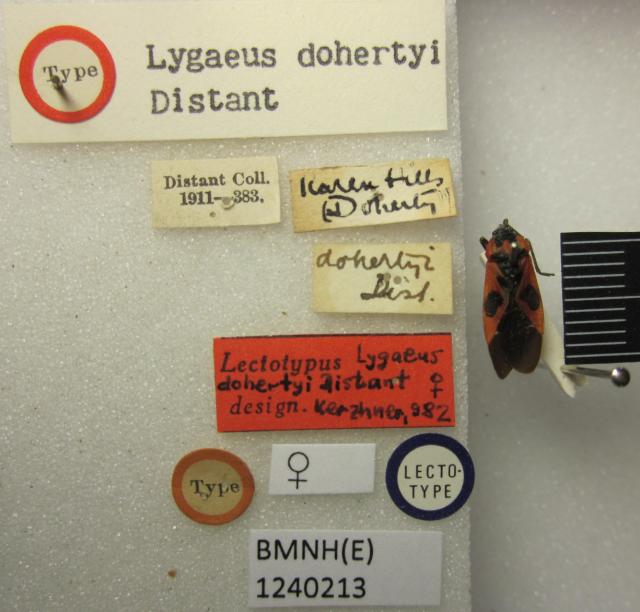 Type
Lygaeus dohertyi
Distant
Distant Coll.
1911-383.
Karen Hills
Doherty
dohertyi
Dist.
Lectotypus Lygaeus
dohertyi Distant ♀
design. Kerzhner, 982
Type
♀
LECTO-
TYPE
BMNH(E)
1240213